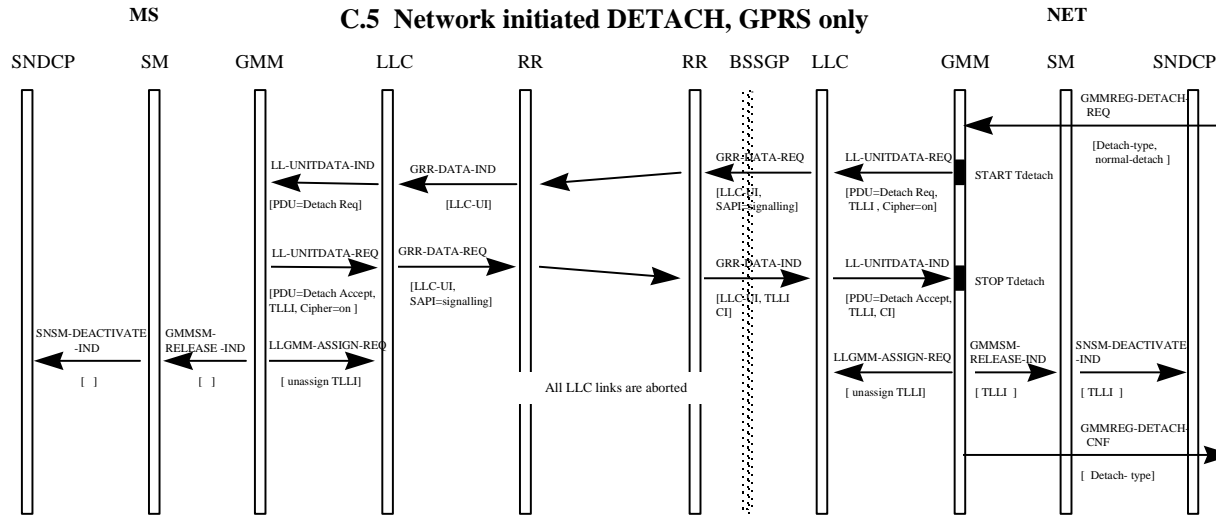 MS
C.5  Network initiated DETACH, GPRS only
NET
SNDCP SM GMM LLC RR RR BSSGP LLC GMM SM SNDCP
GMMREG-DETACH-
REQ
[Detach-type,
normal-detach ]
LL-UNITDATA-IND
[PDU=Detach Req]
GRR-DATA-IND
[LLC-UI]
GRR-DATA-REQ
[LLC-UI,
SAPI=signalling]
LL-UNITDATA-REQ
[PDU=Detach Req,
TLLI , Cipher=on]
START Tdetach
LL-UNITDATA-REQ
[PDU=Detach Accept,
TLLI, Cipher=on ]
GRR-DATA-REQ
[LLC-UI,
SAPI=signalling]
GRR-DATA-IND
[LLC-UI, TLLI
CI]
LL-UNITDATA-IND
[PDU=Detach Accept,
TLLI, CI]
STOP Tdetach
SNSM-DEACTIVATE
-IND
[  ]
GMMSM-
RELEASE -IND
[  ]
LLGMM-ASSIGN-REQ
[ unassign TLLI]
All LLC links are aborted
LLGMM-ASSIGN-REQ
[ unassign TLLI]
GMMSM-
RELEASE-IND
[ TLLI  ]
SNSM-DEACTIVATE
-IND
[ TLLI  ]
GMMREG-DETACH-
CNF
[  Detach- type]